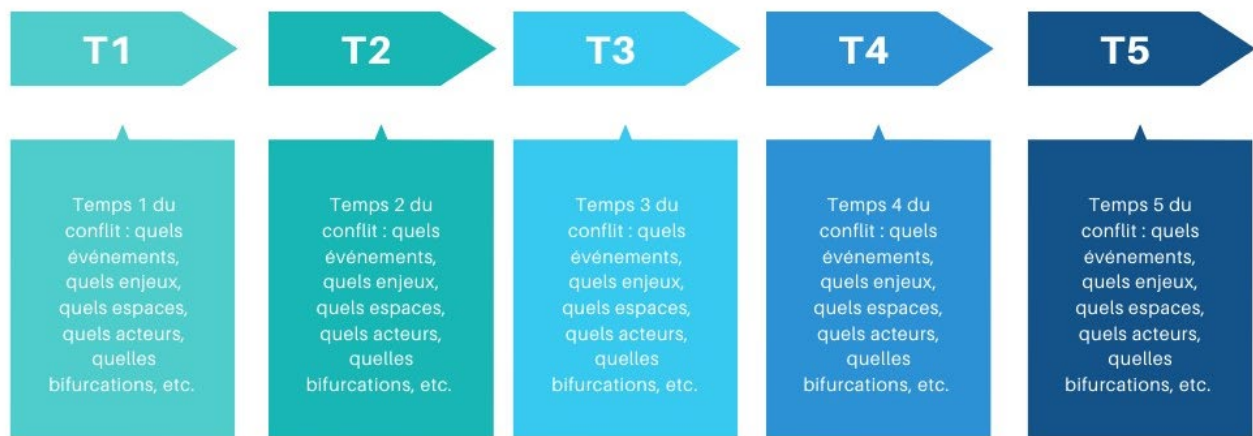 T1
T2
T3
T4
T5
Temps 1 du
conflit : quels
événements,
quels enjeux,
quels espaces,
quels acteurs,
quelles
bifurcations, etc.
Temps 2 du
conflit : quels
événements,
quels enjeux,
quels espaces,
quels acteurs,
quelles
bifurcations, etc.
Temps 3 du
conflit : quels
événements,
quels enjeux,
quels espaces,
quels acteurs,
quelles
bifurcations, etc.
Temps 4 du
conflit : quels
événements,
quels enjeux,
quels espaces,
quels acteurs,
quelles
bifurcations, etc.
Temps 5 du
conflit : quels
événements,
quels enjeux,
quels espaces,
quels acteurs,
quelles
bifurcations, etc.